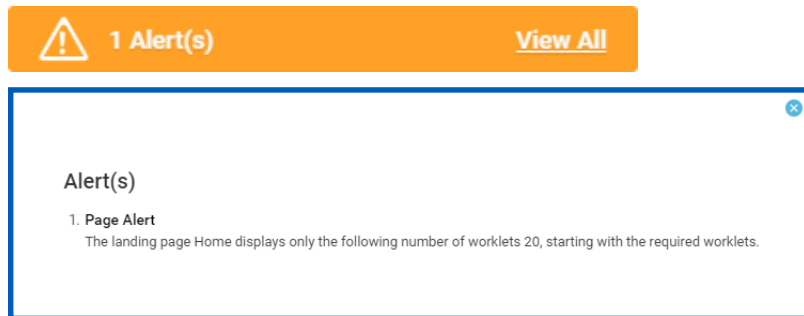 1 Alert(s) View All
Alert(s)
1. Page Alert
The landing page Home displays only the following number of worklets 20, starting with the required worklets.